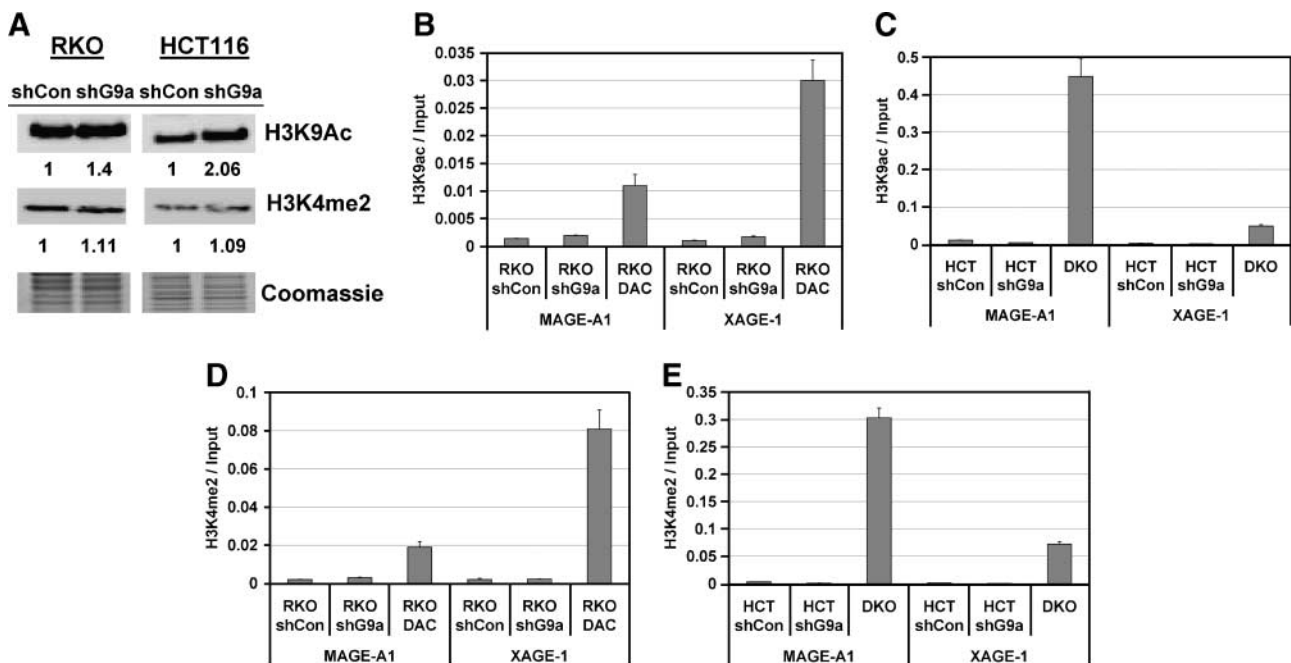 A
RKO HCT116
shCon shG9a shCon shG9a
H3K9Ac
1 1.4 1 2.06
H3K4me2
1 1.11 1 1.09
Coomassie
B
H3K9ac / Input
0.035
0.03
0.025
0.02
0.015
0.01
0.005
0
RKO RKO RKO RKO RKO RKO
shCon shG9a DAC shCon shG9a DAC
MAGE-A1 XAGE-1
C
H3K9ac / Input
0.5
0.4
0.3
0.2
0.1
0
HCT HCT DKO HCT HCT DKO
shCon shG9a shCon shG9a
MAGE-A1 XAGE-1
D
H3K4me2 / Input
0.1
0.08
0.06
0.04
0.02
0
RKO RKO RKO RKO RKO RKO
shCon shG9a DAC shCon shG9a DAC
MAGE-A1 XAGE-1
E
H3K4me2 / Input
0.35
0.3
0.25
0.2
0.15
0.1
0.05
0
HCT HCT DKO HCT HCT DKO
shCon shG9a shCon shG9a
MAGE-A1 XAGE-1